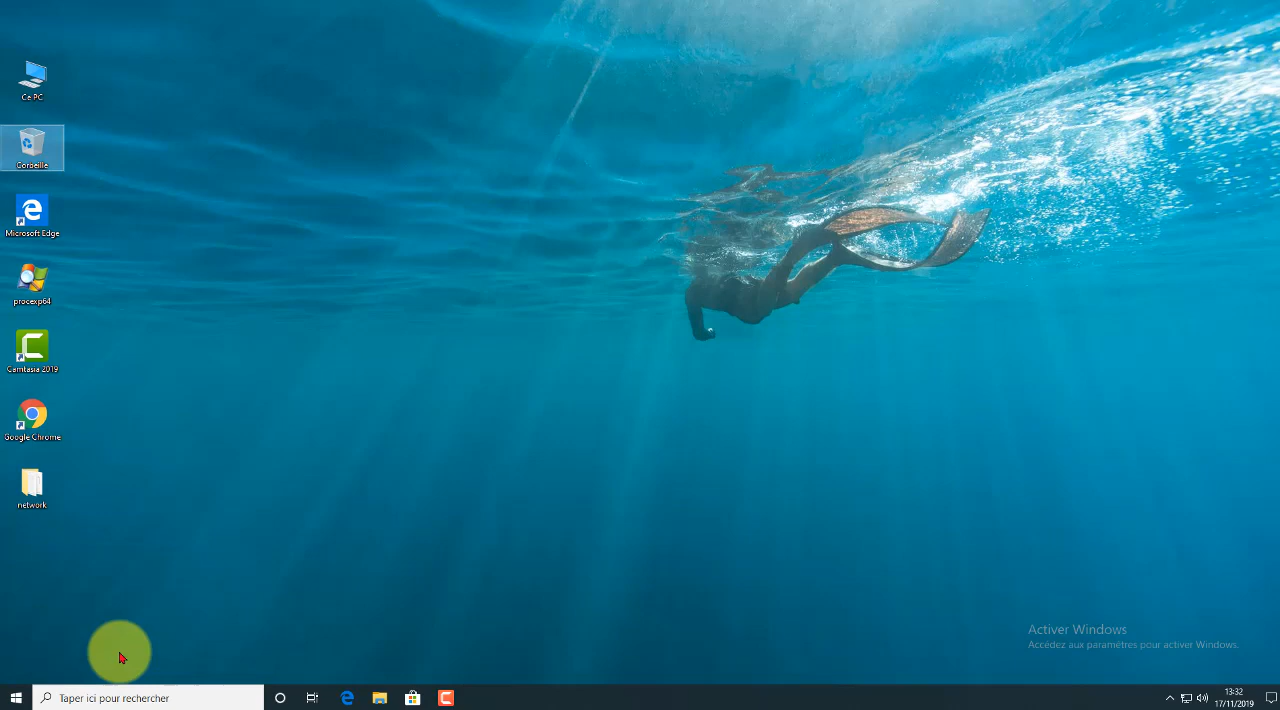 Ce PC
Corbeille
Microsoft Edge
procexp64
Camtasia 2019
Google Chrome
network
Activer Windows
Accédez aux paramètres pour activer Windows.
Taper ici pour rechercher
13:32
17/11/2019